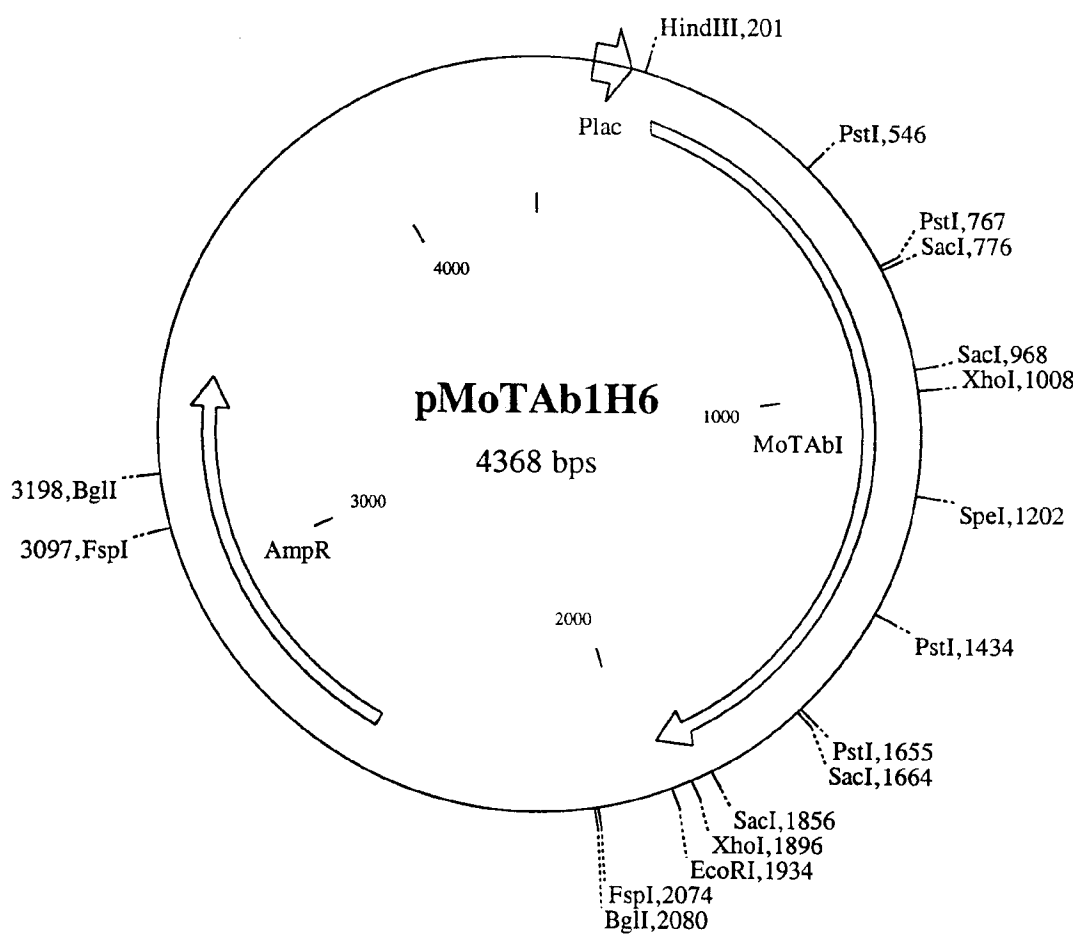 HindIII,201
Plac
PstI,546
PstI,767
SacI,776
4000
SacI,968
XhoI,1008
pMoTAb1H6
1000
MoTAbI
4368 bps
3198,BglI
3000
SpeI,1202
3097,FspI
AmpR
2000
PstI,1434
PstI,1655
SacI,1664
SacI,1856
XhoI,1896
EcoRI,1934
FspI,2074
BglI,2080